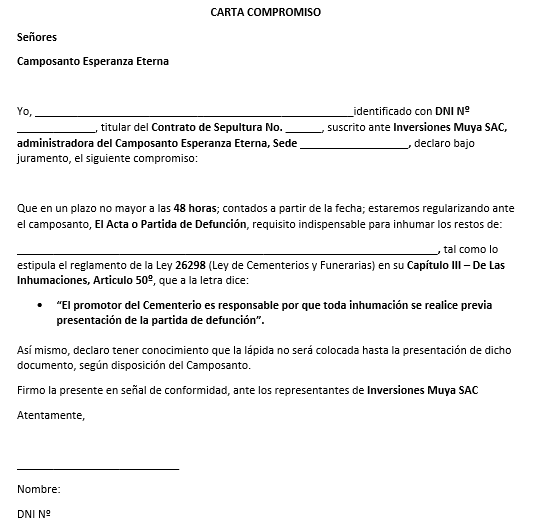 CARTA COMPROMISO
Señores
Camposanto Esperanza Eterna
Yo, ______________________________________________________identificado con DNI Nº
_____________, titular del Contrato de Sepultura No. ______, suscrito ante Inversiones Muya SAC,
administradora del Camposanto Esperanza Eterna, Sede __________________, declaro bajo
juramento, el siguiente compromiso:
Que en un plazo no mayor a las 48 horas; contados a partir de la fecha; estaremos regularizando ante
el camposanto, El Acta o Partida de Defunción, requisito indispensable para inhumar los restos de:
______________________________________________________________________, tal como lo
estipula el reglamento de la Ley 26298 (Ley de Cementerios y Funerarias) en su Capítulo III – De Las
Inhumaciones, Articulo 50º, que a la letra dice:
• “El promotor del Cementerio es responsable por que toda inhumación se realice previa
presentación de la partida de defunción”.
Así mismo, declaro tener conocimiento que la lápida no será colocada hasta la presentación de dicho
documento, según disposición del Camposanto.
Firmo la presente en señal de conformidad, ante los representantes de Inversiones Muya SAC
Atentamente,
___________________________
Nombre:
DNI Nº